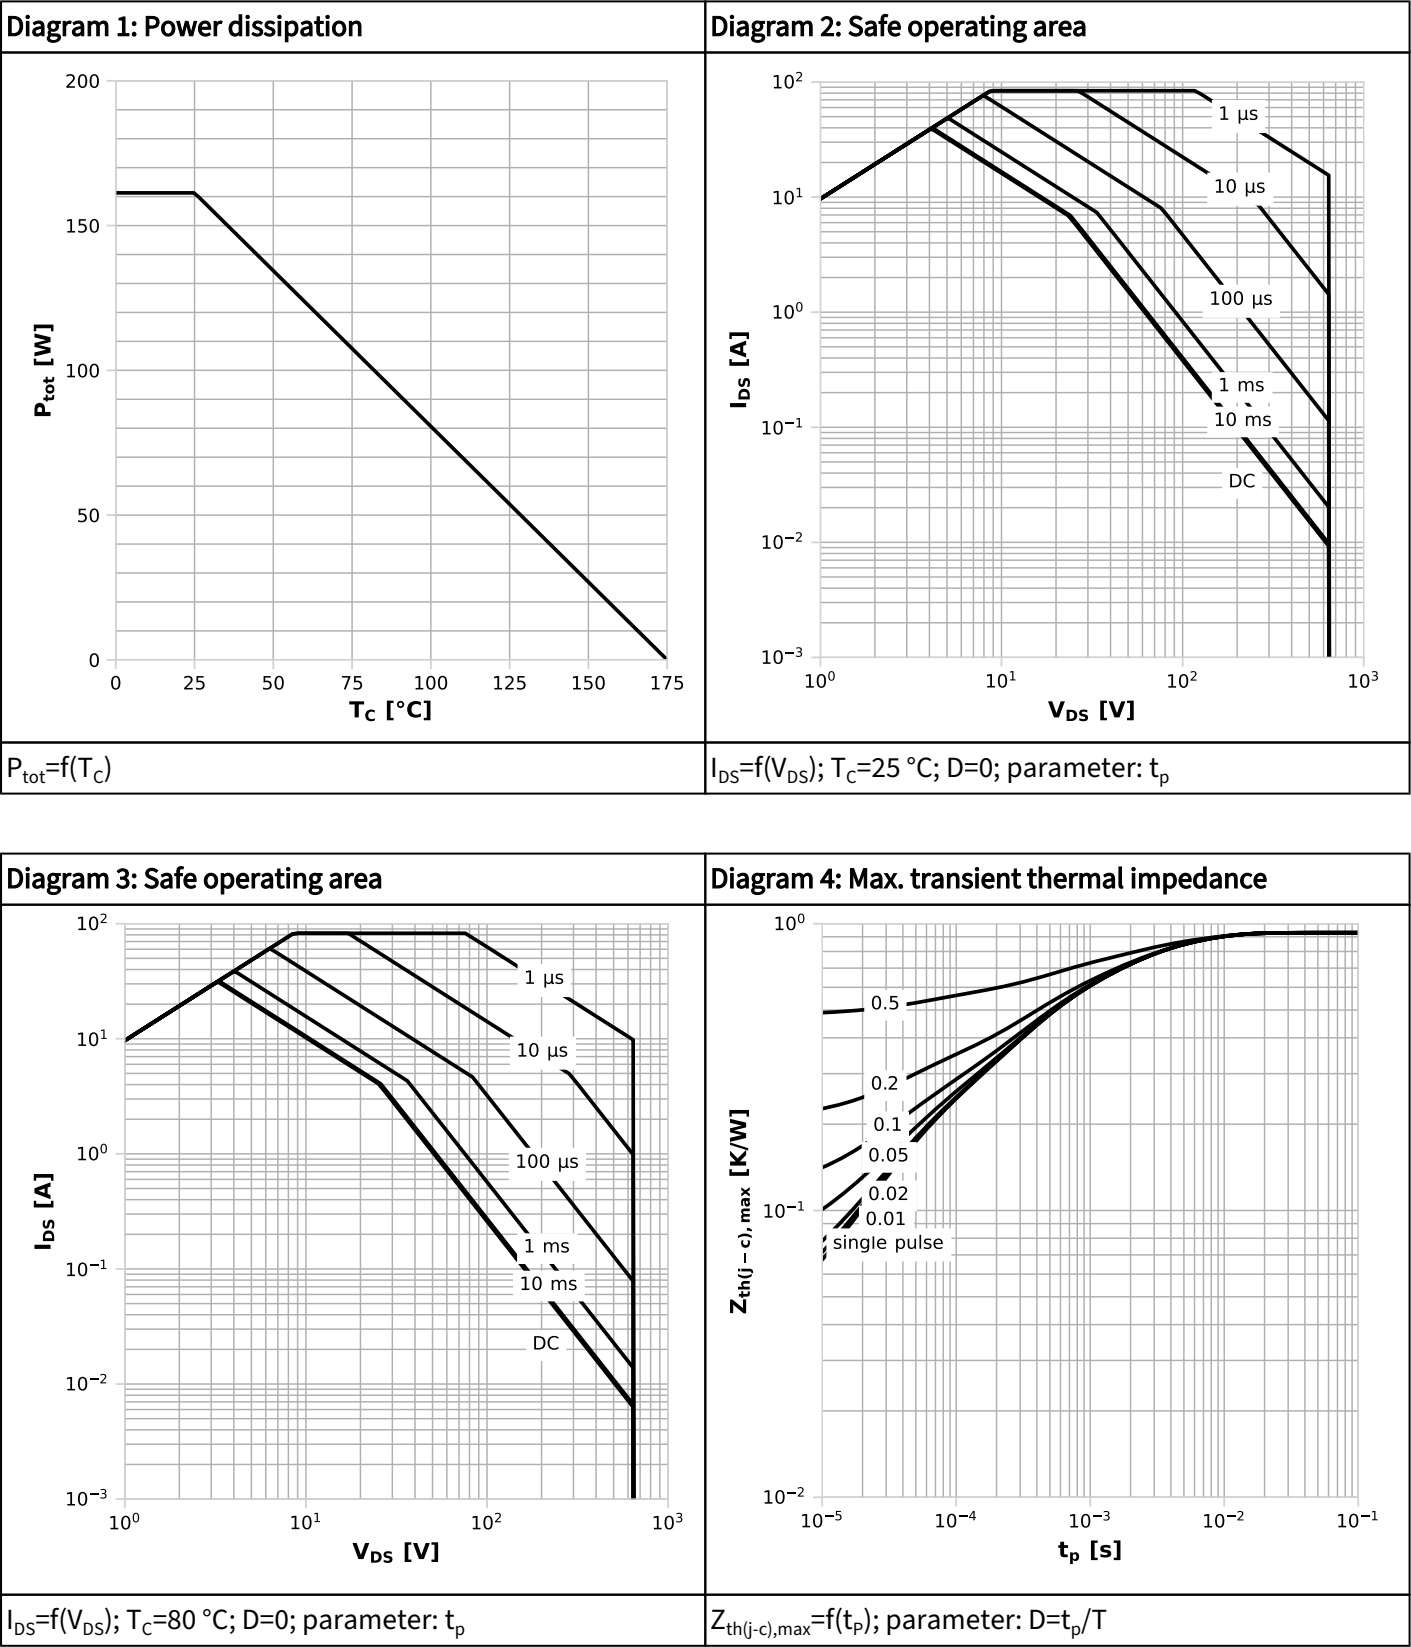 Diagram 1: Power dissipation
200
150
100
50
0
0 25 50 75 100 125 150 175
Ptot [W]
TC [°C]
Ptot=f(TC)
Diagram 2: Safe operating area
10²
10¹
10⁰
10⁻¹
10⁻²
10⁻³
10⁰ 10¹ 10² 10³
1 µs
10 µs
100 µs
1 ms
10 ms
DC
IDS [A]
VDS [V]
IDS=f(VDS); TC=25 °C; D=0; parameter: tp
Diagram 3: Safe operating area
10²
10¹
10⁰
10⁻¹
10⁻²
10⁻³
10⁰ 10¹ 10² 10³
1 µs
10 µs
100 µs
1 ms
10 ms
DC
IDS [A]
VDS [V]
IDS=f(VDS); TC=80 °C; D=0; parameter: tp
Diagram 4: Max. transient thermal impedance
10⁰
10⁻¹
10⁻²
10⁻⁵ 10⁻⁴ 10⁻³ 10⁻² 10⁻¹
0.5
0.2
0.1
0.05
0.02
0.01
single pulse
Zth(j−c),max [K/W]
tp [s]
Zth(j-c),max=f(tP); parameter: D=tp/T